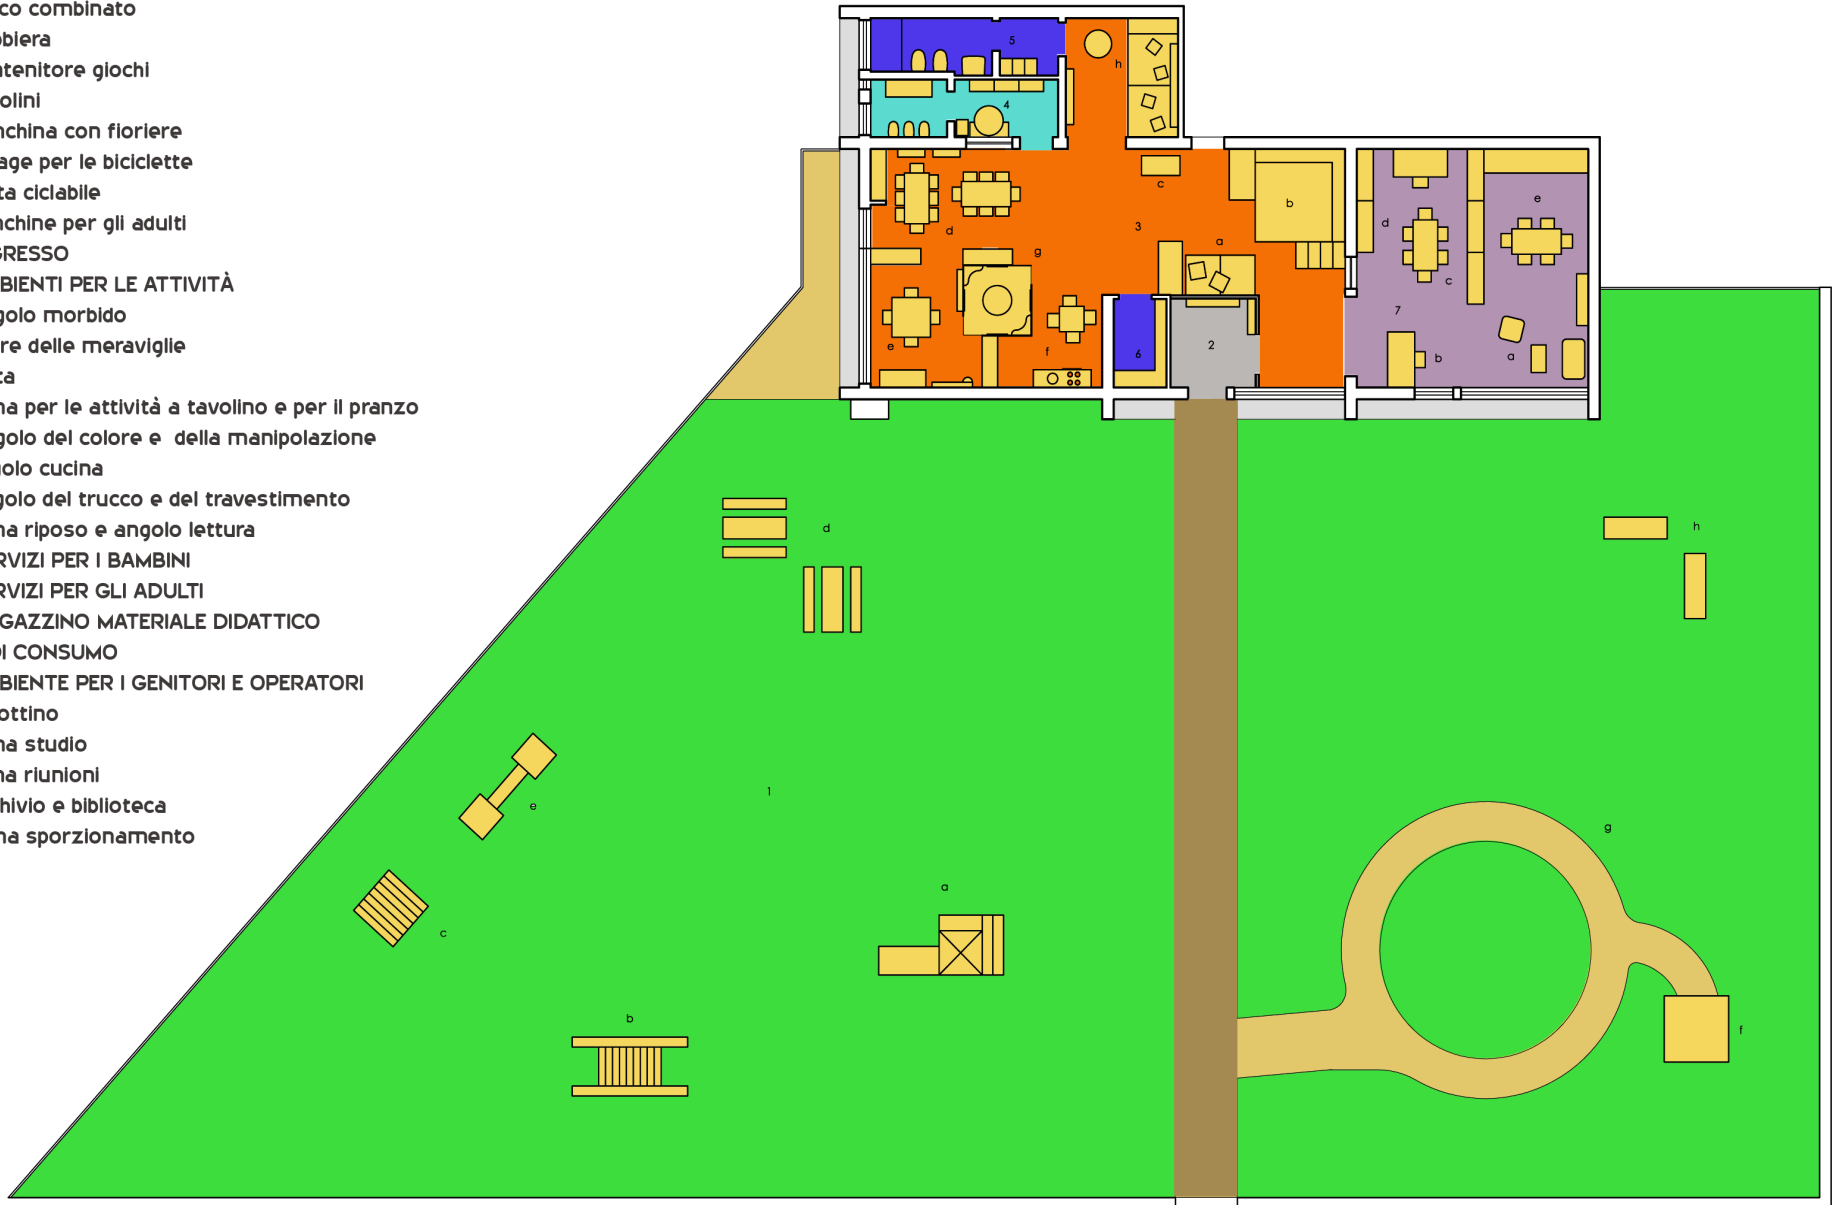 co combinato
biera
tenitore giochi
olini
nchina con fioriere
age per le biciclette
ta ciclabile
nchine per gli adulti
GRESSO
BIENTI PER LE ATTIVITÀ
golo morbido
re delle meraviglie
ta
na per le attività a tavolino e per il pranzo
golo del colore e della manipolazione
olo cucina
golo del trucco e del travestimento
na riposo e angolo lettura
RVIZI PER I BAMBINI
RVIZI PER GLI ADULTI
GAZZINO MATERIALE DIDATTICO
DI CONSUMO
BIENTE PER I GENITORI E OPERATORI
ottino
na studio
na riunioni
hivio e biblioteca
na sporzionamento
5
h
4
c
d
g
3
a
b
d
e
c
7
e
f
6
2
b
a
d
h
e
1
g
a
c
b
f